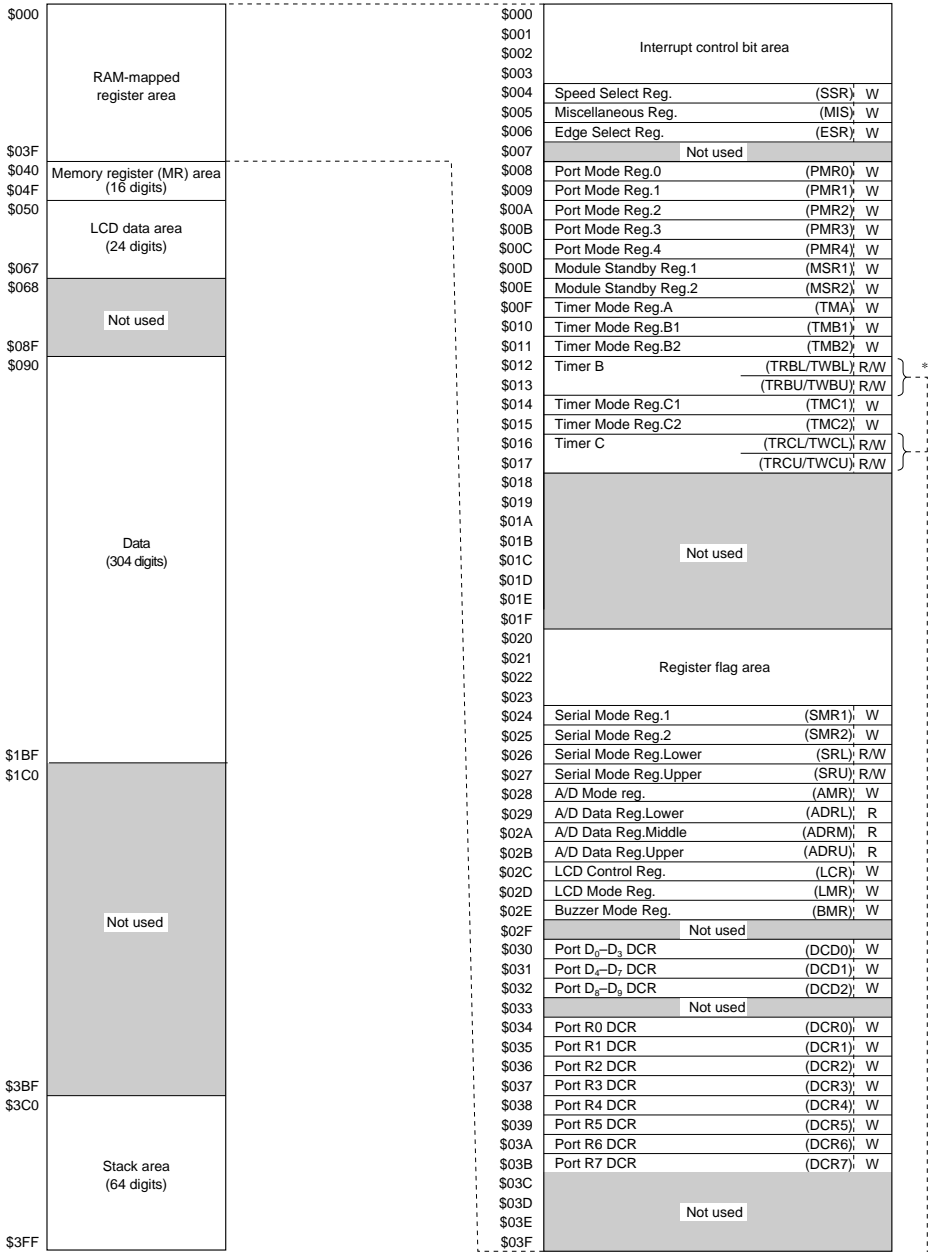 $000
RAM-mapped
register area
$03F
$040
Memory register (MR) area
$04F
(16 digits)
$050
LCD data area
(24 digits)
$067
$068
Not used
$08F
$090
Data
(304 digits)
$1BF
$1C0
Not used
$3BF
$3C0
Stack area
(64 digits)
$3FF
$000
$001
Interrupt control bit area
$002
$003
$004 Speed Select Reg. (SSR) W
$005 Miscellaneous Reg. (MIS) W
$006 Edge Select Reg. (ESR) W
$007 Not used
$008 Port Mode Reg.0 (PMR0) W
$009 Port Mode Reg.1 (PMR1) W
$00A Port Mode Reg.2 (PMR2) W
$00B Port Mode Reg.3 (PMR3) W
$00C Port Mode Reg.4 (PMR4) W
$00D Module Standby Reg.1 (MSR1) W
$00E Module Standby Reg.2 (MSR2) W
$00F Timer Mode Reg.A (TMA) W
$010 Timer Mode Reg.B1 (TMB1) W
$011 Timer Mode Reg.B2 (TMB2) W
$012 Timer B (TRBL/TWBL) R/W *
$013 (TRBU/TWBU) R/W
$014 Timer Mode Reg.C1 (TMC1) W
$015 Timer Mode Reg.C2 (TMC2) W
$016 Timer C (TRCL/TWCL) R/W
$017 (TRCU/TWCU) R/W
$018
$019
$01A
$01B
Not used
$01C
$01D
$01E
$01F
$020
$021
Register flag area
$022
$023
$024 Serial Mode Reg.1 (SMR1) W
$025 Serial Mode Reg.2 (SMR2) W
$026 Serial Mode Reg.Lower (SRL) R/W
$027 Serial Mode Reg.Upper (SRU) R/W
$028 A/D Mode reg. (AMR) W
$029 A/D Data Reg.Lower (ADRL) R
$02A A/D Data Reg.Middle (ADRM) R
$02B A/D Data Reg.Upper (ADRU) R
$02C LCD Control Reg. (LCR) W
$02D LCD Mode Reg. (LMR) W
$02E Buzzer Mode Reg. (BMR) W
$02F Not used
$030 Port D₀–D₃ DCR (DCD0) W
$031 Port D₄–D₇ DCR (DCD1) W
$032 Port D₈–D₉ DCR (DCD2) W
$033 Not used
$034 Port R0 DCR (DCR0) W
$035 Port R1 DCR (DCR1) W
$036 Port R2 DCR (DCR2) W
$037 Port R3 DCR (DCR3) W
$038 Port R4 DCR (DCR4) W
$039 Port R5 DCR (DCR5) W
$03A Port R6 DCR (DCR6) W
$03B Port R7 DCR (DCR7) W
$03C
$03D
Not used
$03E
$03F